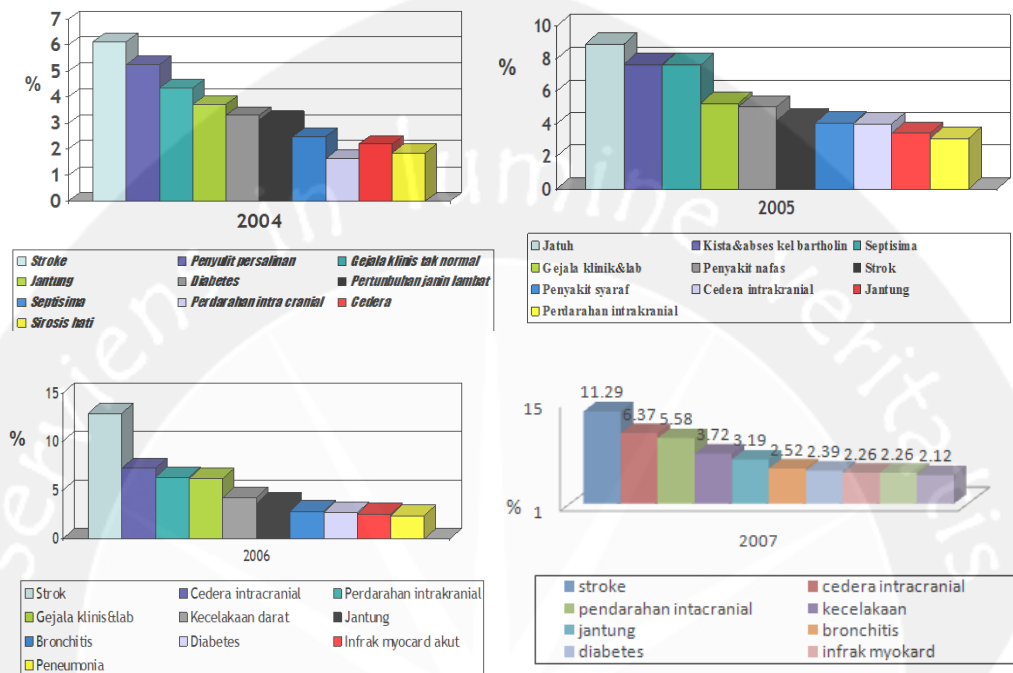 7
6
5
%
4
3
2
1
0
2004
Stroke Penyulit persalinan Gejala klinis tak normal
Jantung Diabetes Pertunbuhan janin lambat
Septisima Perdarahan intra cranial Cedera
Sirosis hati
10
8
%
6
4
2
0
2005
Jatuh Kista&abses kel bartholin Septisima
Gejala klinik&lab Penyakit nafas Strok
Penyakit syaraf Cedera intrakranial Jantung
Perdarahan intrakranial
15
%
10
5
0
2006
Strok Cedera intracranial Perdarahan intrakranial
Gejala klinis&lab Kecelakaan darat Jantung
Bronchitis Diabetes Infrak myocard akut
Peneumonia
11.29
15
6.37 5.58
3.72 3.19
2.52 2.39 2.26 2.26 2.12
% 1
2007
stroke cedera intracranial
pendarahan intacranial kecelakaan
jantung bronchitis
diabetes infrak myokard
servien in lumine veritatis